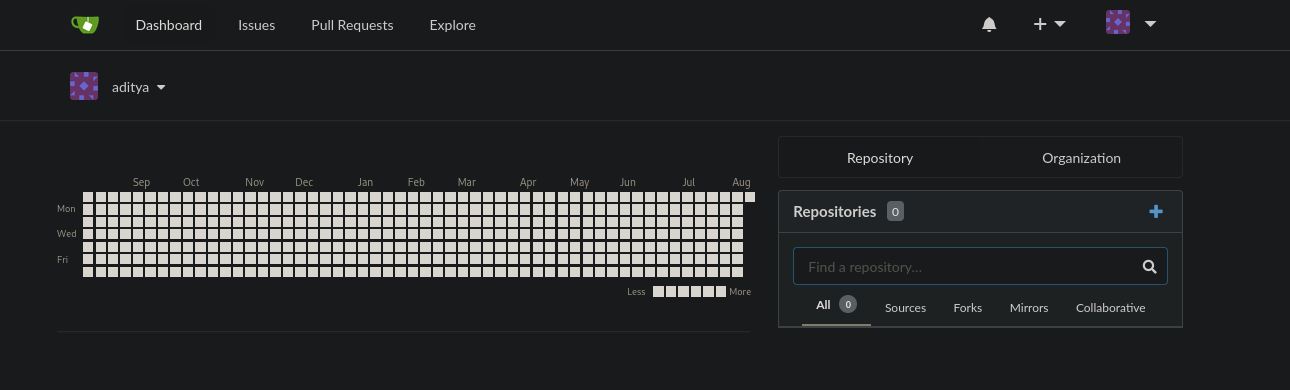 Dashboard Issues Pull Requests Explore
aditya
Repository Organization
Sep Oct Nov Dec Jan Feb Mar Apr May Jun Jul Aug
Mon
Wed
Fri
Less More
Repositories 0
Find a repository...
All 0 Sources Forks Mirrors Collaborative